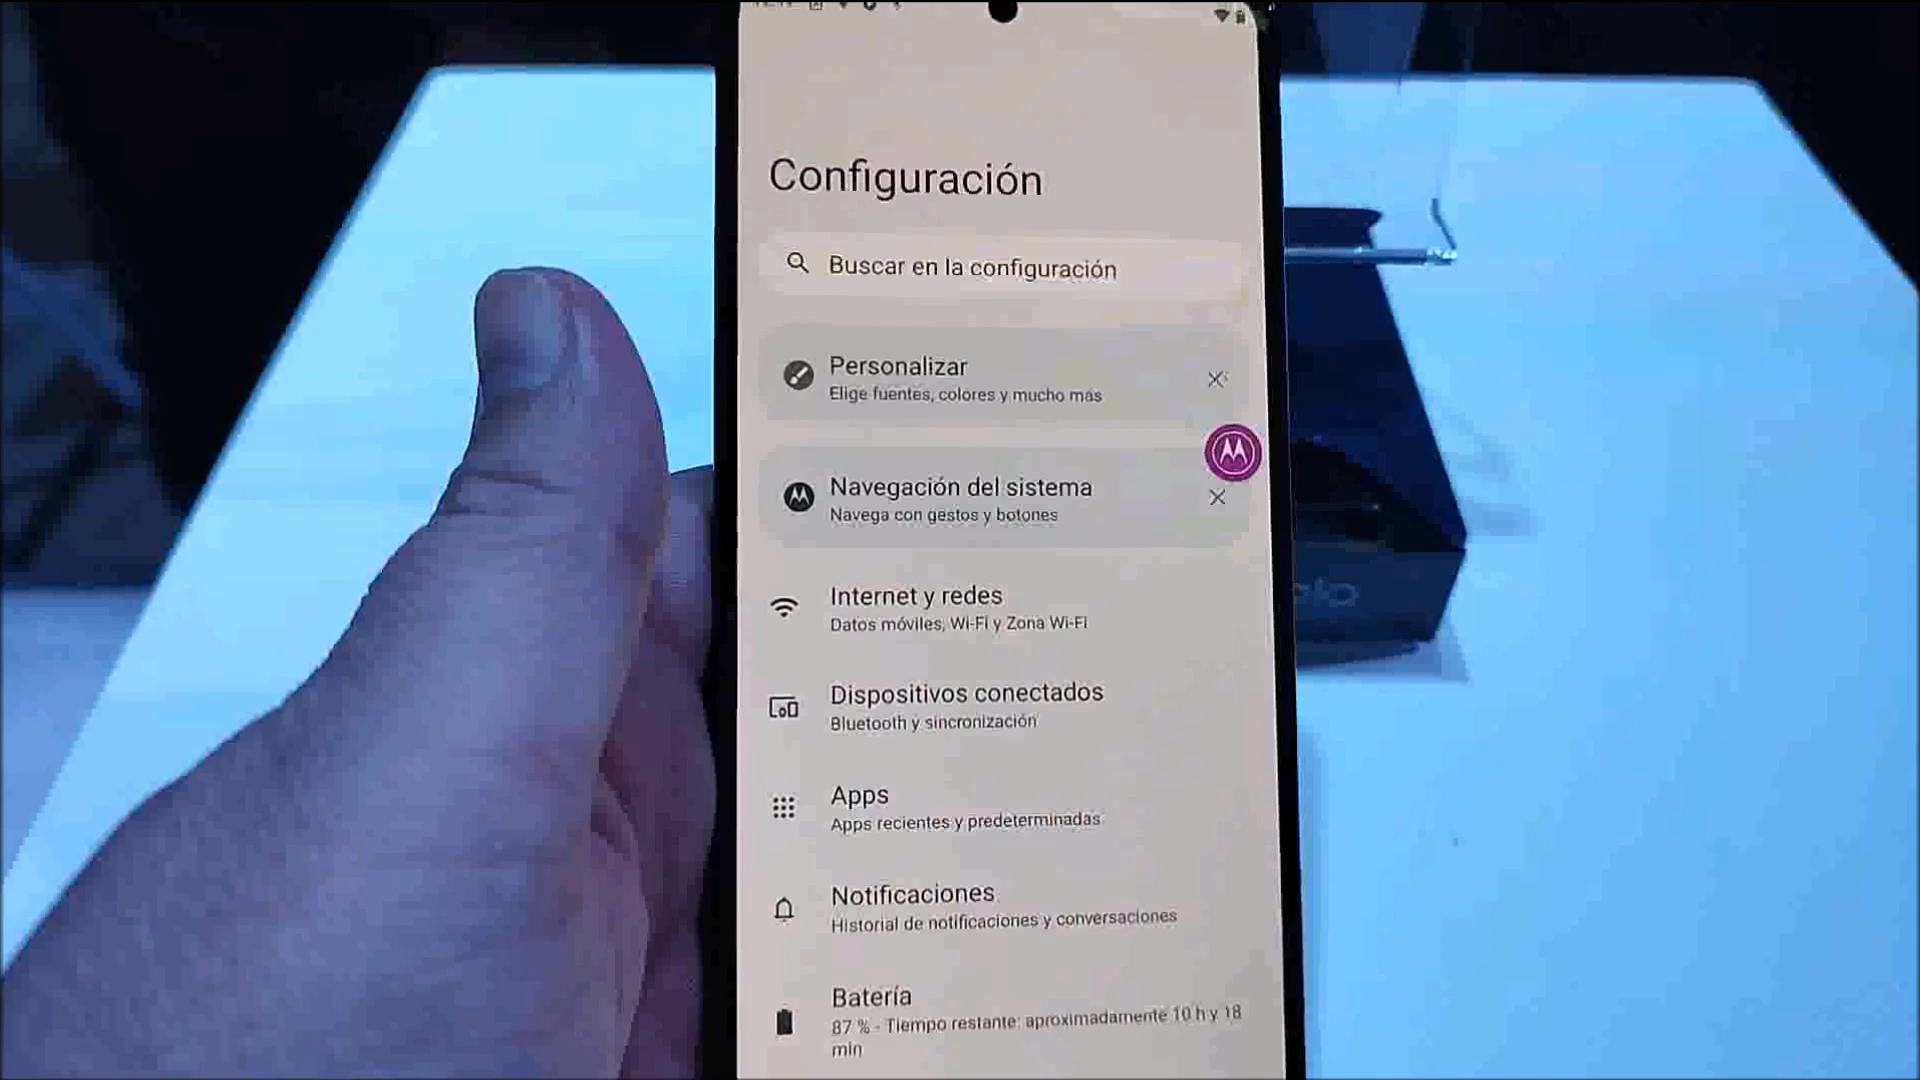 Configuración
Buscar en la configuración
Personalizar
Elige fuentes, colores y mucho más
Navegación del sistema
Navega con gestos y botones
Internet y redes
Datos móviles, Wi-Fi y Zona Wi-Fi
Dispositivos conectados
Bluetooth y sincronización
Apps
Apps recientes y predeterminadas
Notificaciones
Historial de notificaciones y conversaciones
Batería
87 % - Tiempo restante: aproximadamente 10 h y 18
min